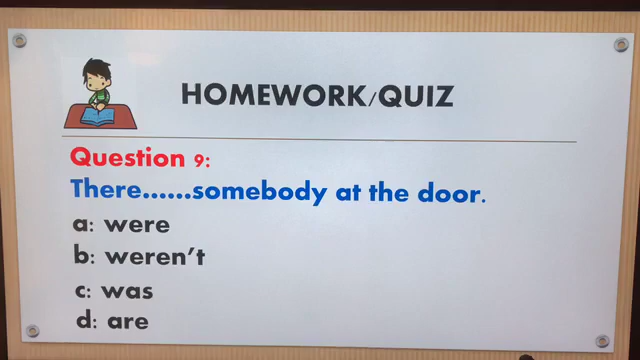 HOMEWORK/QUIZ
Question 9:
There......somebody at the door.
a: were
b: weren't
c: was
d: are